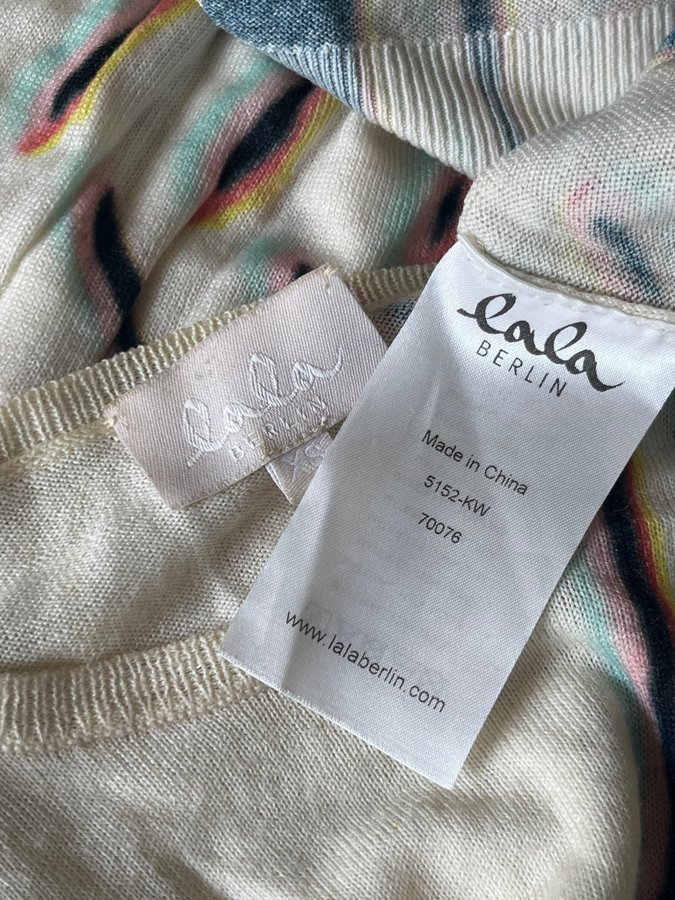 lala
BERLIN
XS
lala
BERLIN
Made in China
5152-KW
70076
www.lalaberlin.com